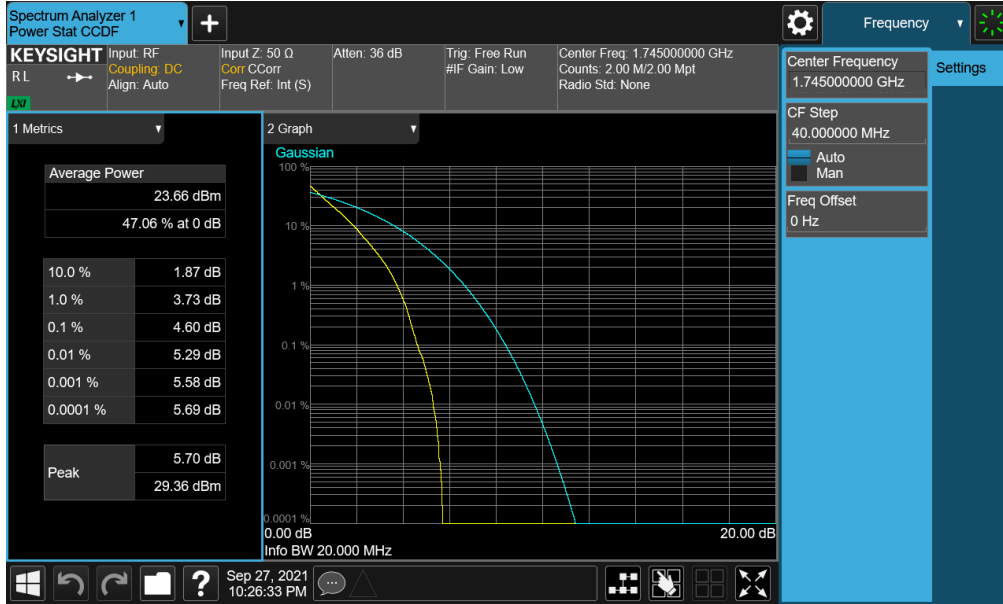 Spectrum Analyzer 1
Power Stat CCDF
Frequency
KEYSIGHT
R L
LXI
Input: RF
Coupling: DC
Align: Auto
Input Z: 50 Ω
Corr CCorr
Freq Ref: Int (S)
Atten: 36 dB
Trig: Free Run
#IF Gain: Low
Center Freq: 1.745000000 GHz
Counts: 2.00 M/2.00 Mpt
Radio Std: None
Center Frequency
1.745000000 GHz
Settings
CF Step
40.000000 MHz
Auto
Man
Freq Offset
0 Hz
1 Metrics
Average Power
23.66 dBm
47.06 % at 0 dB
10.0 % 1.87 dB
1.0 % 3.73 dB
0.1 % 4.60 dB
0.01 % 5.29 dB
0.001 % 5.58 dB
0.0001 % 5.69 dB
Peak
5.70 dB
29.36 dBm
2 Graph
Gaussian
100 %
10 %
1 %
0.1 %
0.01 %
0.001 %
0.0001 %
0.00 dB 20.00 dB
Info BW 20.000 MHz
?
Sep 27, 2021
10:26:33 PM